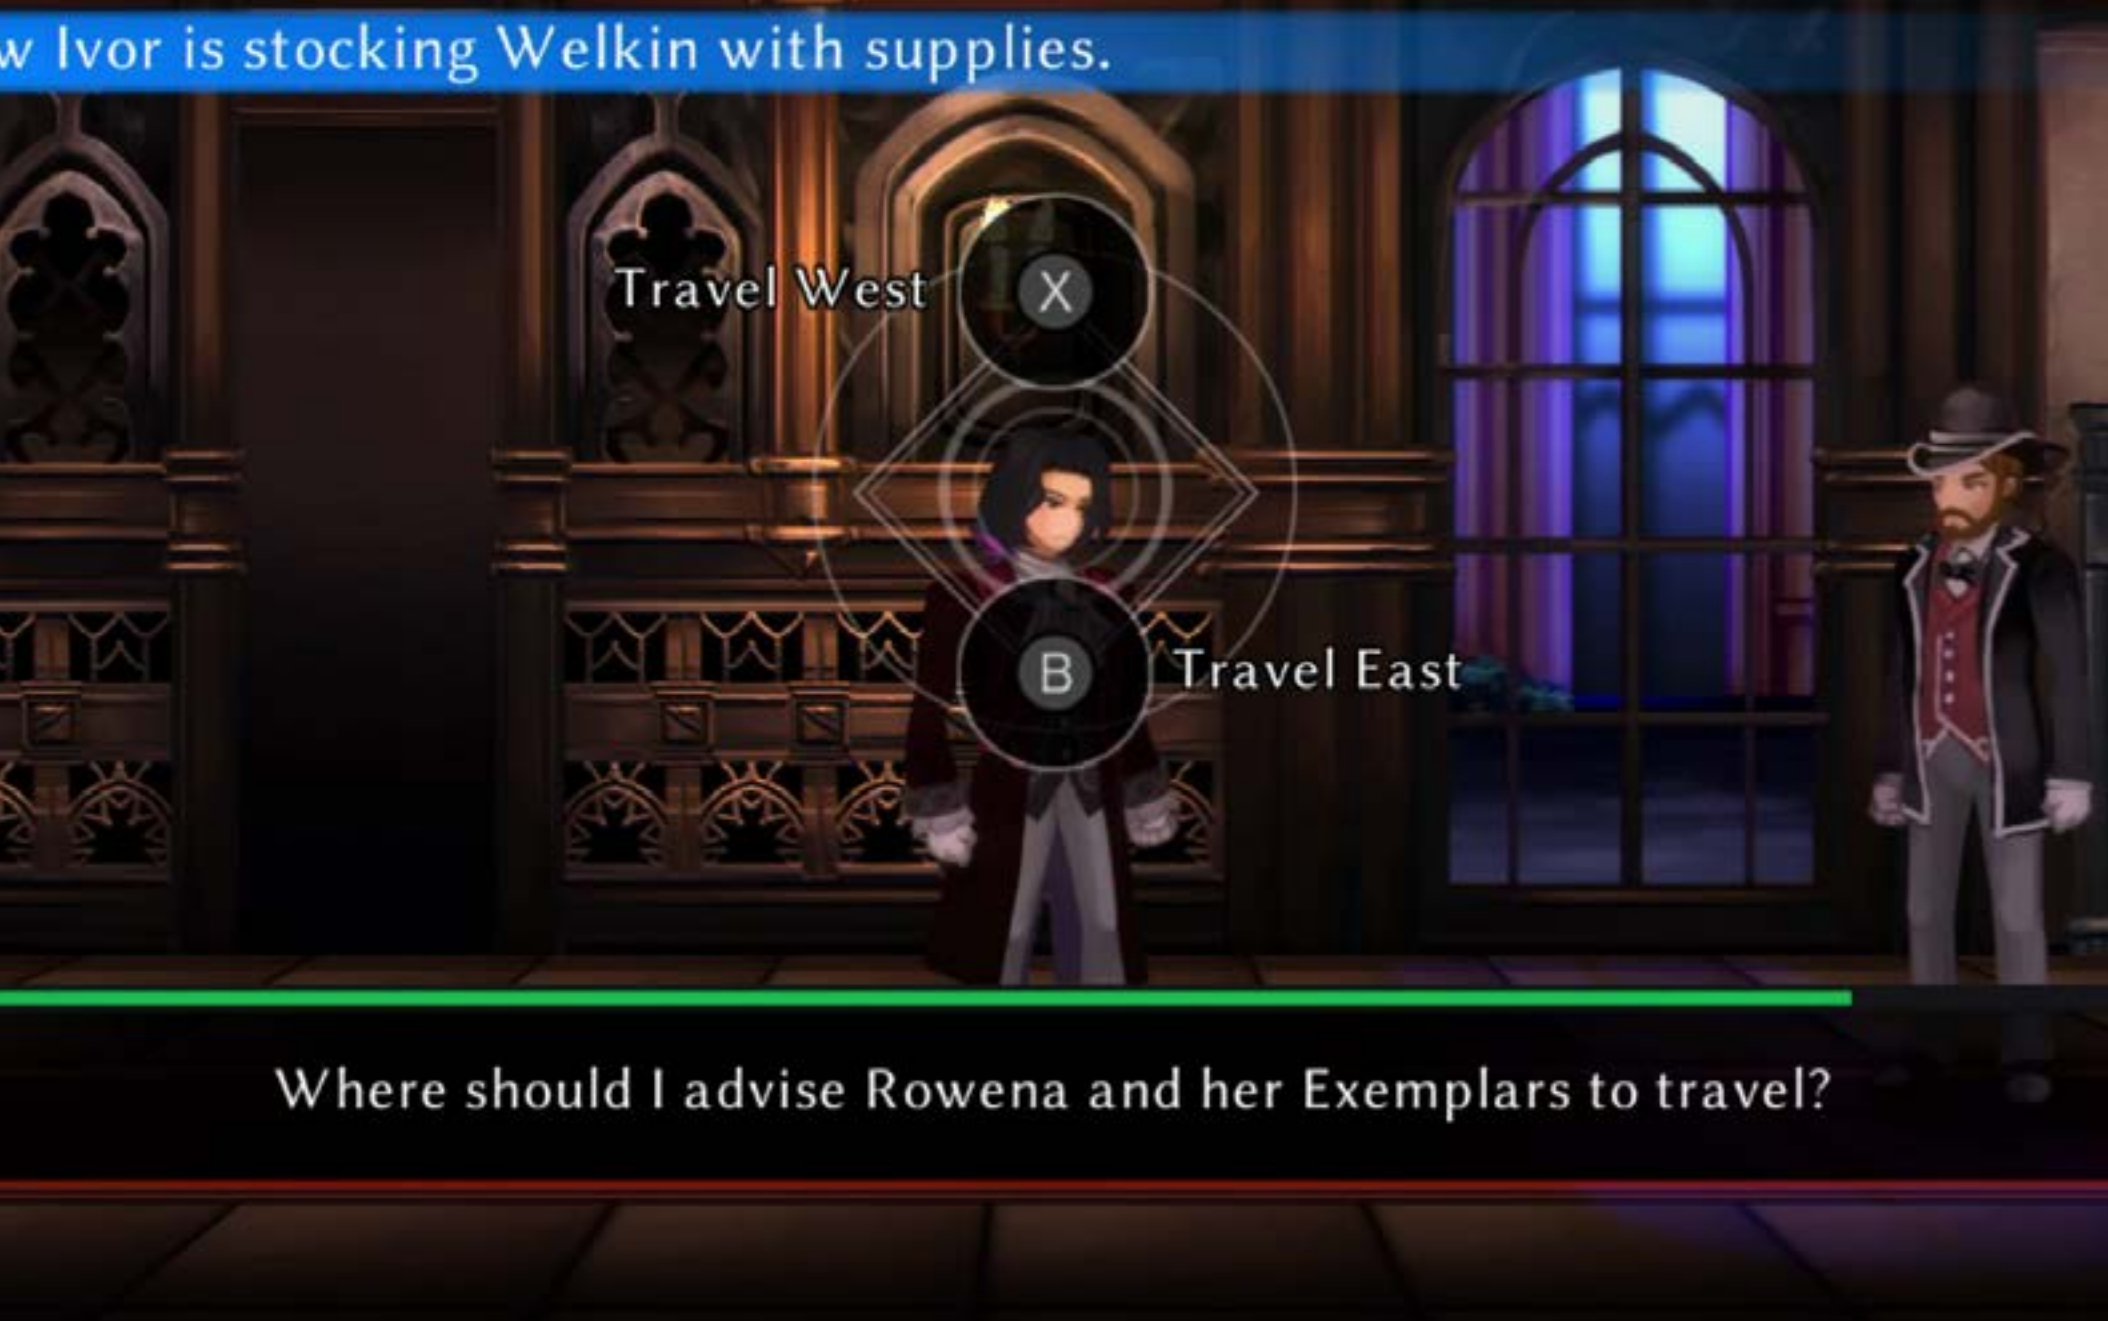 w Ivor is stocking Welkin with supplies.
Travel West
X
B
Travel East
Where should I advise Rowena and her Exemplars to travel?